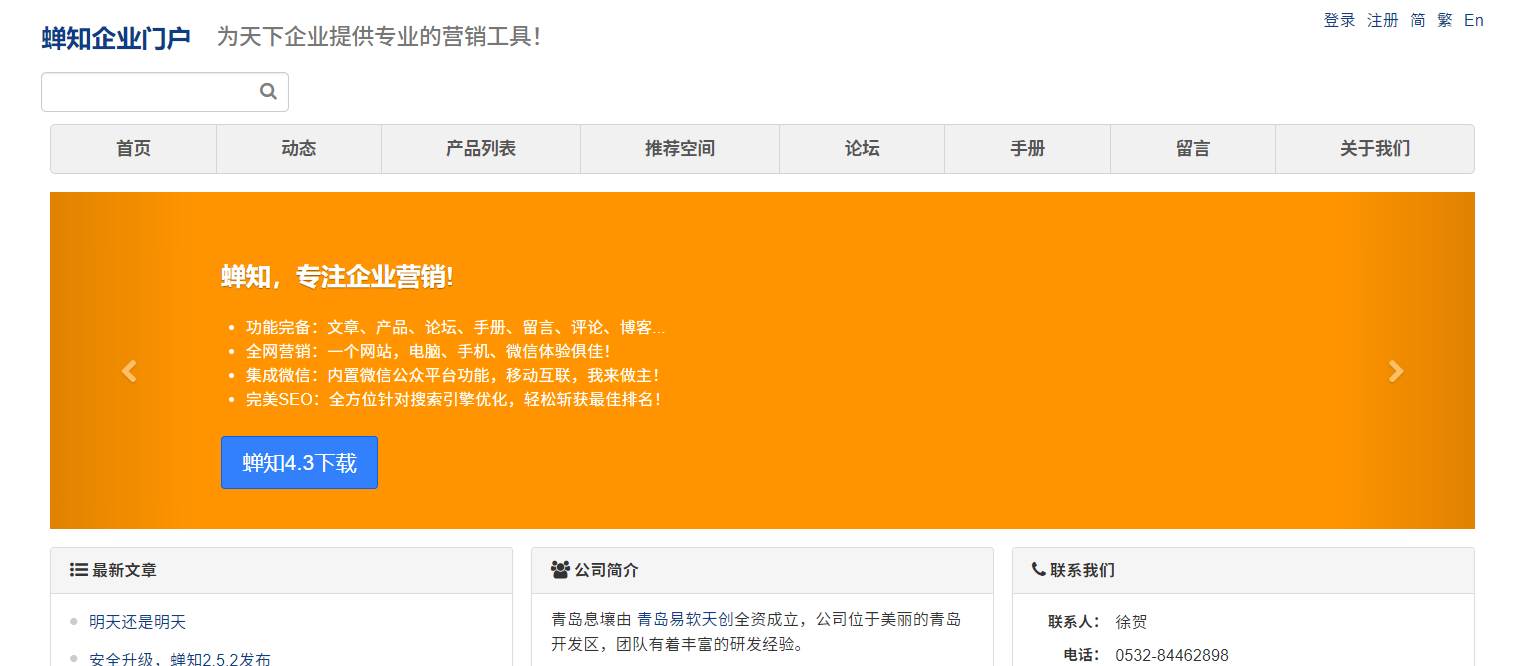 蝉知企业门户 为天下企业提供专业的营销工具！
登录 注册 简 繁 En
首页 动态 产品列表 推荐空间 论坛 手册 留言 关于我们
蝉知，专注企业营销!
功能完备：文章、产品、论坛、手册、留言、评论、博客...
全网营销：一个网站，电脑、手机、微信体验俱佳！
集成微信：内置微信公众平台功能，移动互联，我来做主！
完美SEO：全方位针对搜索引擎优化，轻松斩获最佳排名！
蝉知4.3下载
最新文章
明天还是明天
安全升级，蝉知2.5.2发布
公司简介
青岛息壤由 青岛易软天创全资成立，公司位于美丽的青岛
开发区，团队有着丰富的研发经验。
联系我们
联系人： 徐贺
电话： 0532-84462898